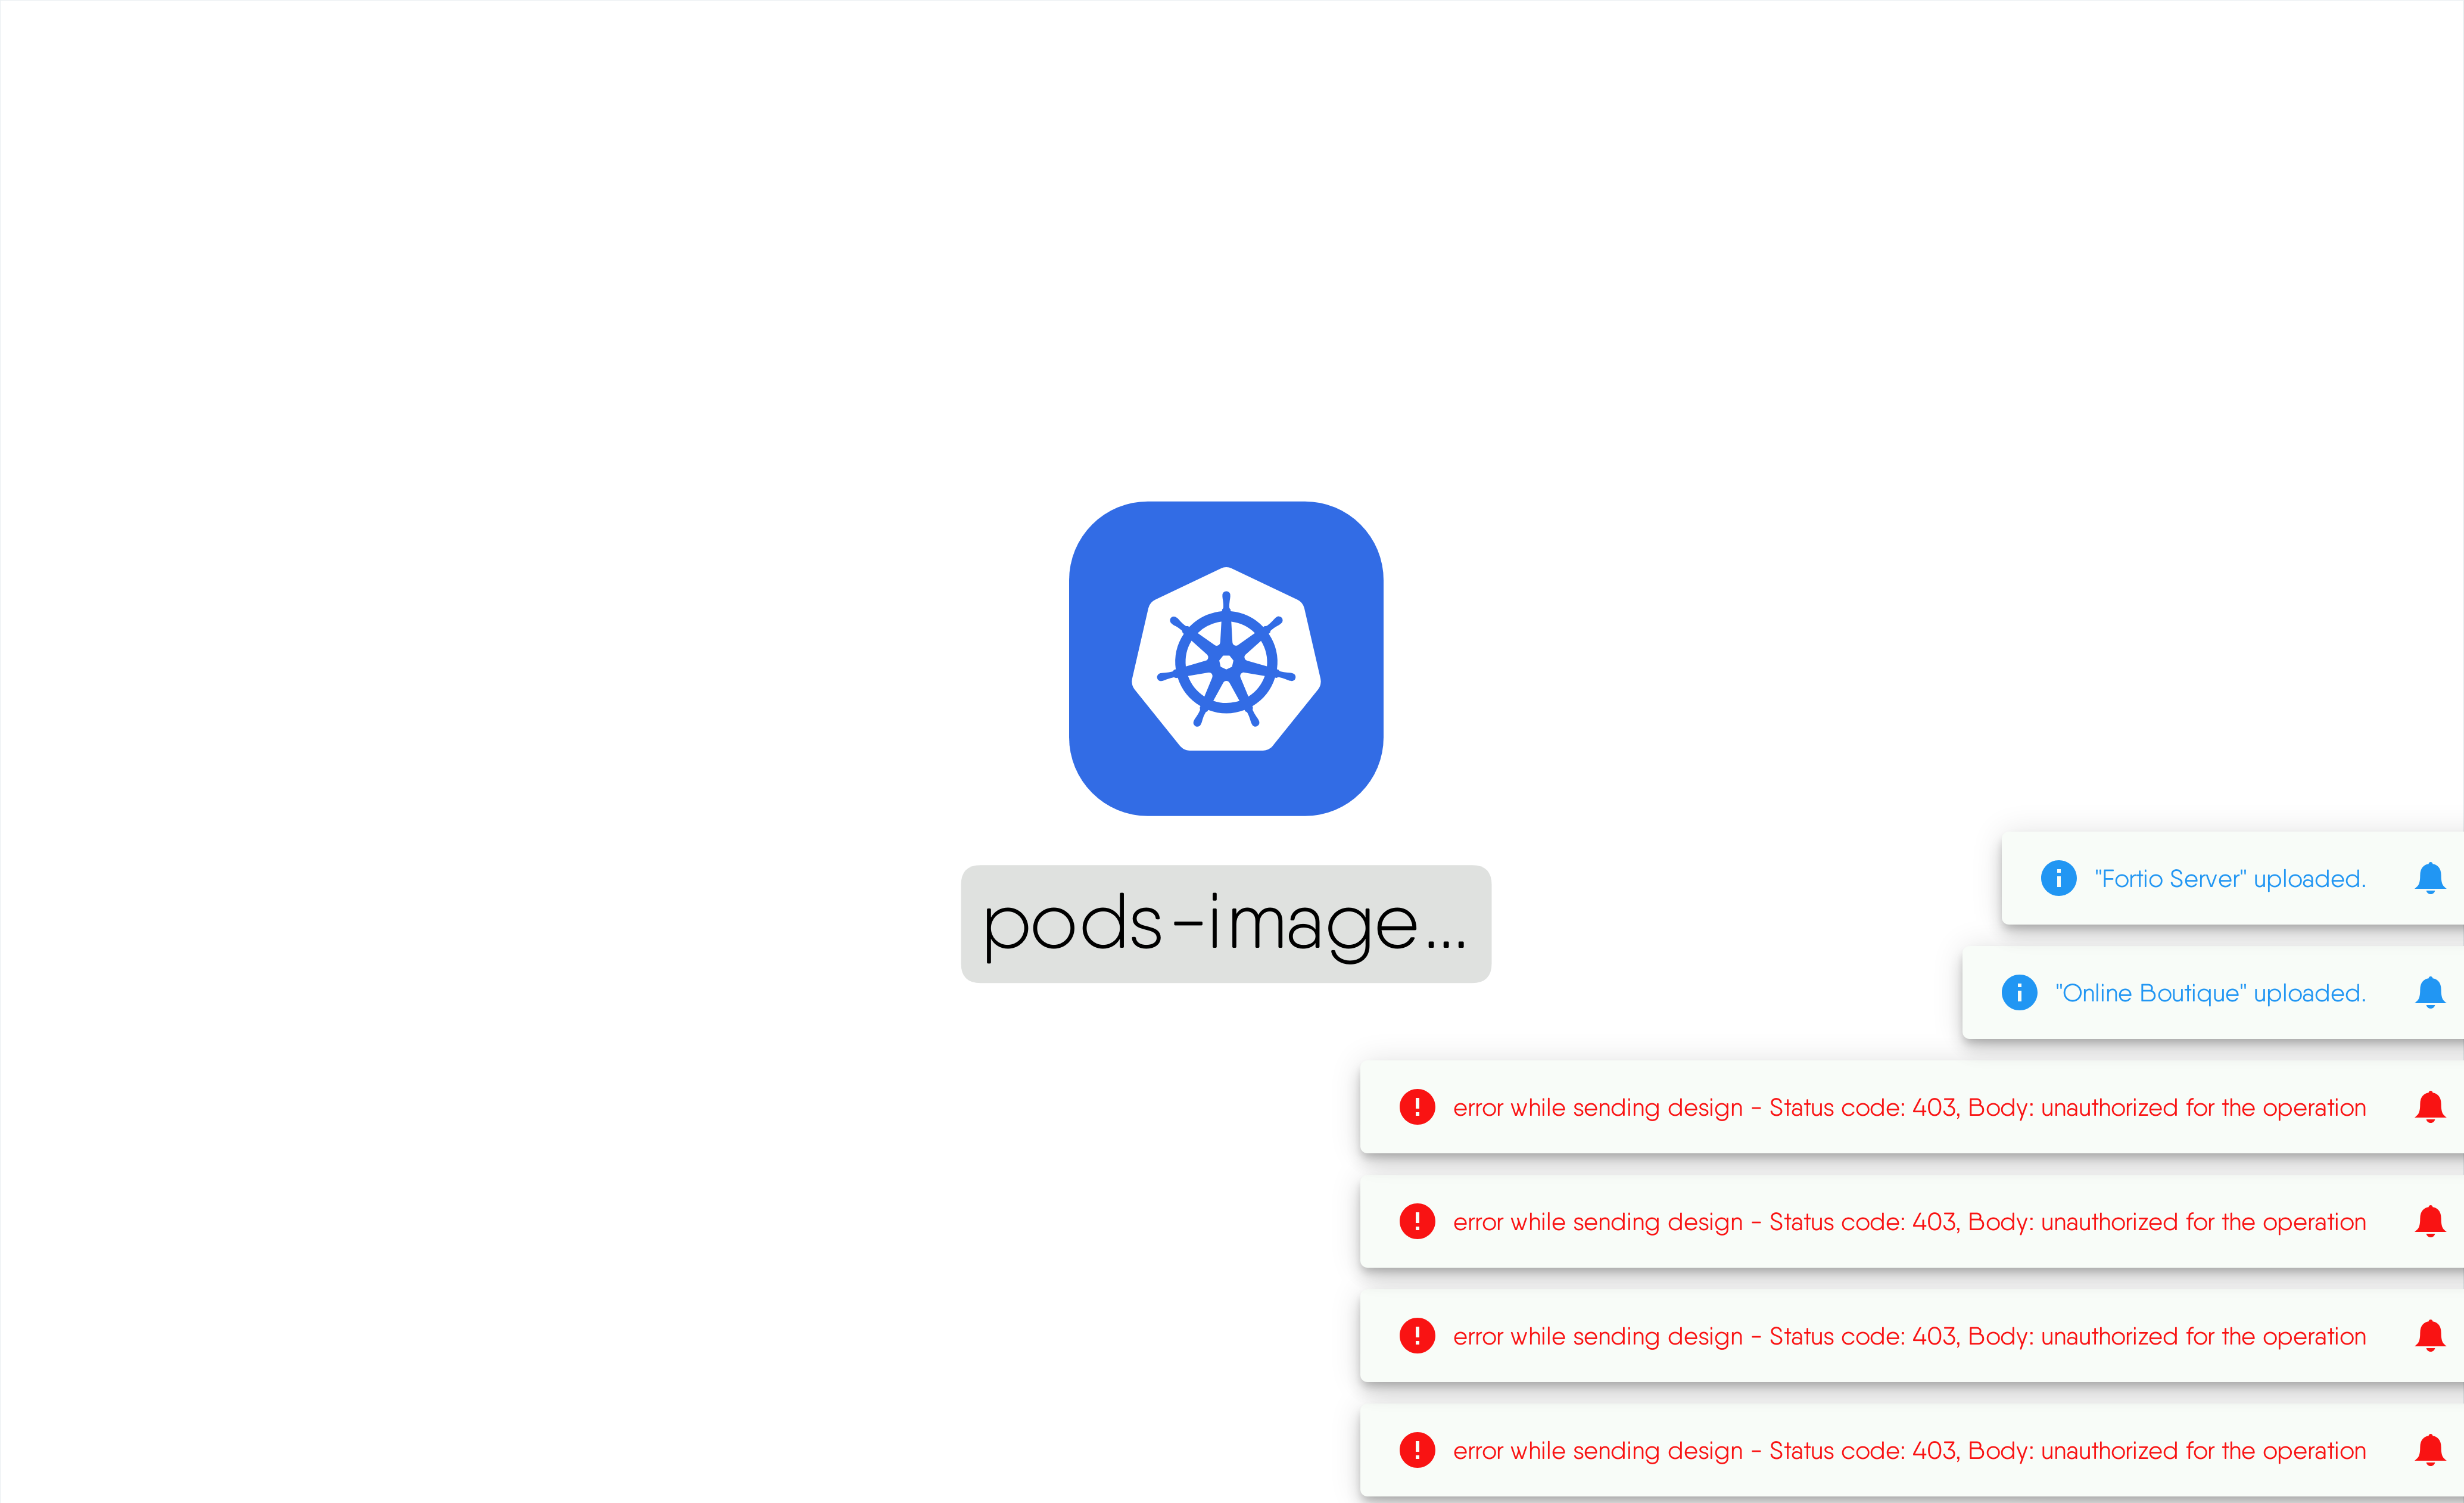 pods-image...
"Fortio Server" uploaded.
"Online Boutique" uploaded.
error while sending design - Status code: 403, Body: unauthorized for the operation
error while sending design - Status code: 403, Body: unauthorized for the operation
error while sending design - Status code: 403, Body: unauthorized for the operation
error while sending design - Status code: 403, Body: unauthorized for the operation